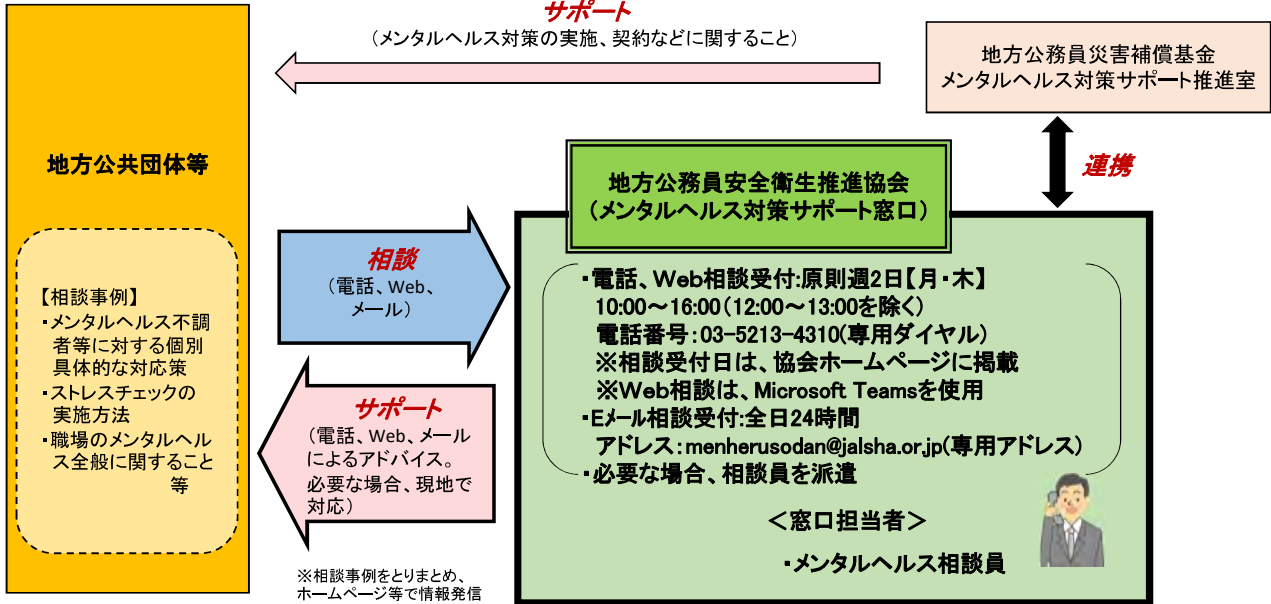 サポート
（メンタルヘルス対策の実施、契約などに関すること）
地方公務員災害補償基金
メンタルヘルス対策サポート推進室
連携
地方公共団体等
【相談事例】
・メンタルヘルス不調
者等に対する個別
具体的な対応策
・ストレスチェックの
実施方法
・職場のメンタルヘル
ス全般に関すること
等
相談
（電話、Web、
メール）
サポート
（電話、Web、メール
によるアドバイス。
必要な場合、現地で
対応）
※相談事例をとりまとめ、
ホームページ等で情報発信
地方公務員安全衛生推進協会
（メンタルヘルス対策サポート窓口）
・電話、Web相談受付:原則週2日【月・木】
10:00～16:00（12:00～13:00を除く）
電話番号：03-5213-4310(専用ダイヤル)
※相談受付日は、協会ホームページに掲載
※Web相談は、Microsoft Teamsを使用
・Eメール相談受付:全日24時間
アドレス：menherusodan@jalsha.or.jp(専用アドレス)
・必要な場合、相談員を派遣
＜窓口担当者＞
・メンタルヘルス相談員